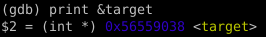 (gdb) print &target
$2 = (int *) 0x56559038 <target>